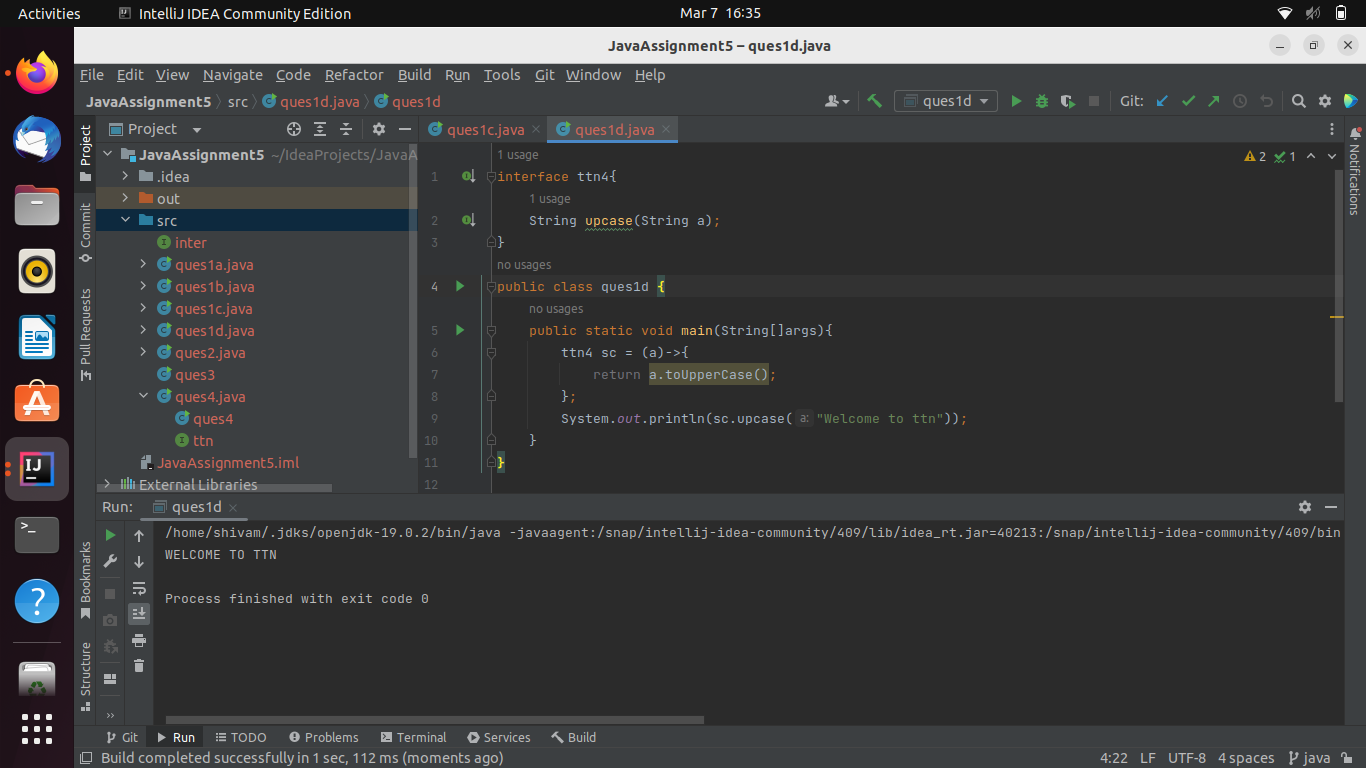 Activities IntelliJ IDEA Community Edition Mar 7 16:35
JavaAssignment5 – ques1d.java
File Edit View Navigate Code Refactor Build Run Tools Git Window Help
JavaAssignment5 src ques1d.java ques1d ques1d Git:
Project
ques1c.java ques1d.java
JavaAssignment5 ~/IdeaProjects/JavaA
.idea
out
src
inter
ques1a.java
ques1b.java
ques1c.java
ques1d.java
ques2.java
ques3
ques4.java
ques4
ttn
JavaAssignment5.iml
External Libraries
1 usage
2 1
1 interface ttn4{
1 usage
2 String upcase(String a);
3 }
no usages
4 public class ques1d {
no usages
5 public static void main(String[]args){
6 ttn4 sc = (a)->{
7 return a.toUpperCase();
8 };
9 System.out.println(sc.upcase( a: "Welcome to ttn"));
10 }
11 }
12
Project
Commit
Pull Requests
Bookmarks
Structure
Notifications
Run: ques1d
/home/shivam/.jdks/openjdk-19.0.2/bin/java -javaagent:/snap/intellij-idea-community/409/lib/idea_rt.jar=40213:/snap/intellij-idea-community/409/bin
WELCOME TO TTN
Process finished with exit code 0
Git Run TODO Problems Terminal Services Build
Build completed successfully in 1 sec, 112 ms (moments ago) 4:22 LF UTF-8 4 spaces java